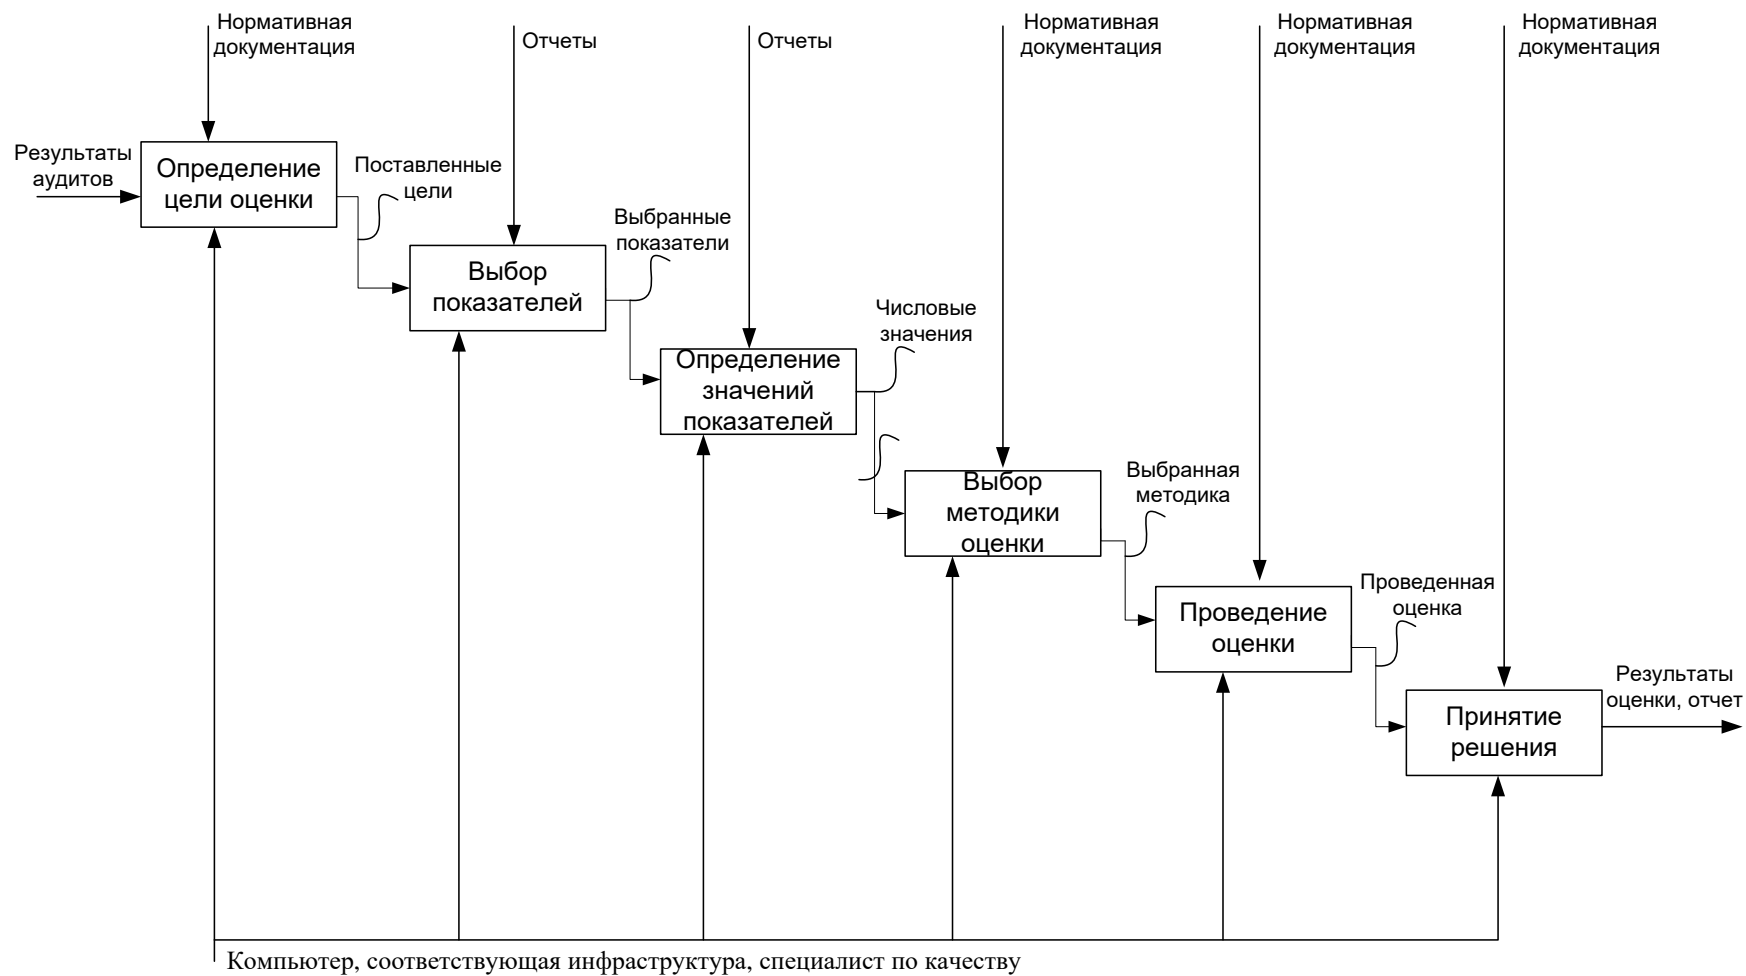 Нормативная
документация
Отчеты
Отчеты
Нормативная
документация
Нормативная
документация
Нормативная
документация
Результаты
аудитов
Определение
цели оценки
Поставленные
цели
Выбор
показателей
Выбранные
показатели
Определение
значений
показателей
Числовые
значения
Выбор
методики
оценки
Выбранная
методика
Проведение
оценки
Проведенная
оценка
Принятие
решения
Результаты
оценки, отчет
Компьютер, соответствующая инфраструктура, специалист по качеству